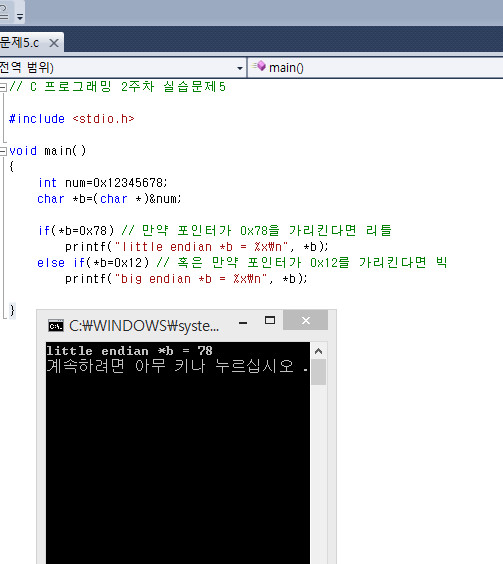 문제5.c
전역 범위)
main()
// C 프로그래밍 2주차 실습문제5
#include <stdio.h>
void main()
{
int num=0x12345678;
char *b=(char *)&num;
if(*b=0x78) // 만약 포인터가 0x78을 가리킨다면 리틀
printf("little endian *b = %x₩n", *b);
else if(*b=0x12) // 혹은 만약 포인터가 0x12를 가리킨다면 빅
printf("big endian *b = %x₩n", *b);
}
C:₩WINDOWS₩syste...
little endian *b = 78
계속하려면 아무 키나 누르십시오 .